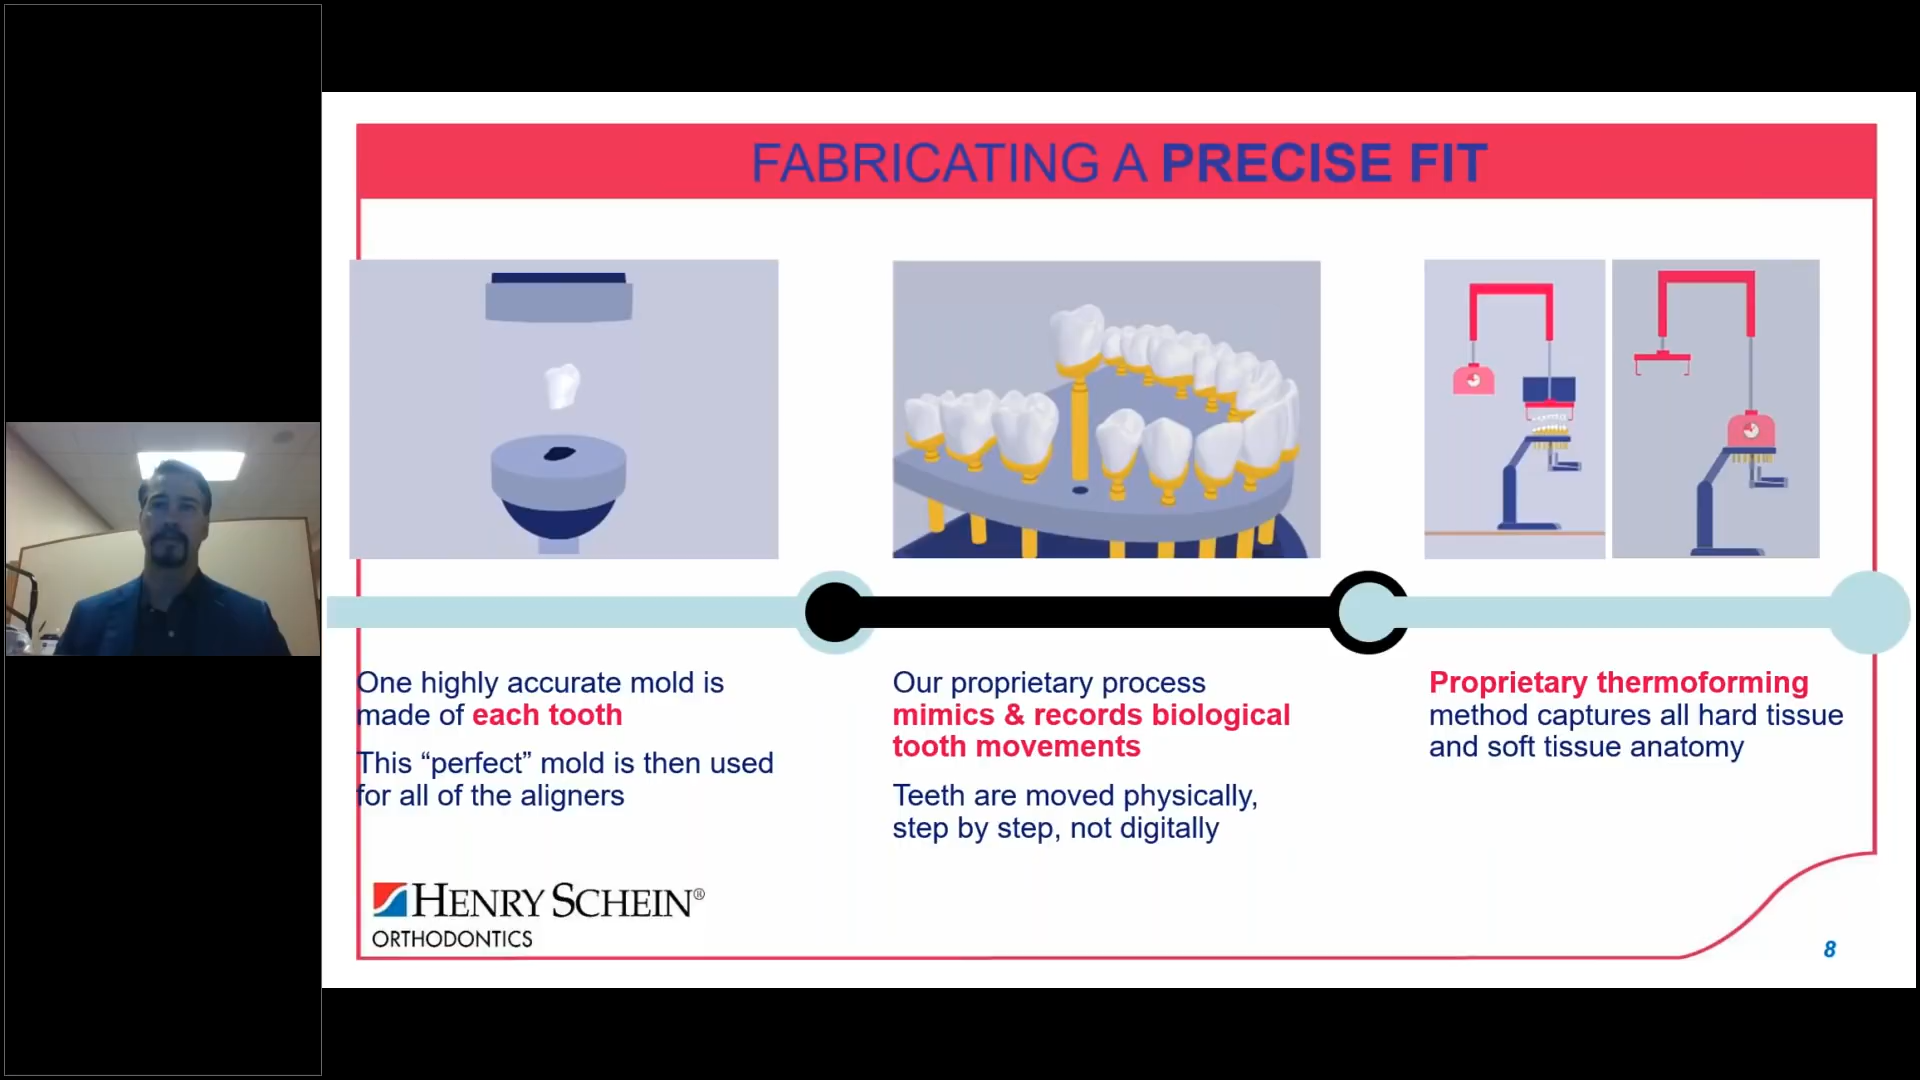 FABRICATING A PRECISE FIT
One highly accurate mold is
made of each tooth
This “perfect” mold is then used
for all of the aligners
Our proprietary process
mimics & records biological
tooth movements
Teeth are moved physically,
step by step, not digitally
Proprietary thermoforming
method captures all hard tissue
and soft tissue anatomy
HENRY SCHEIN®
ORTHODONTICS
8